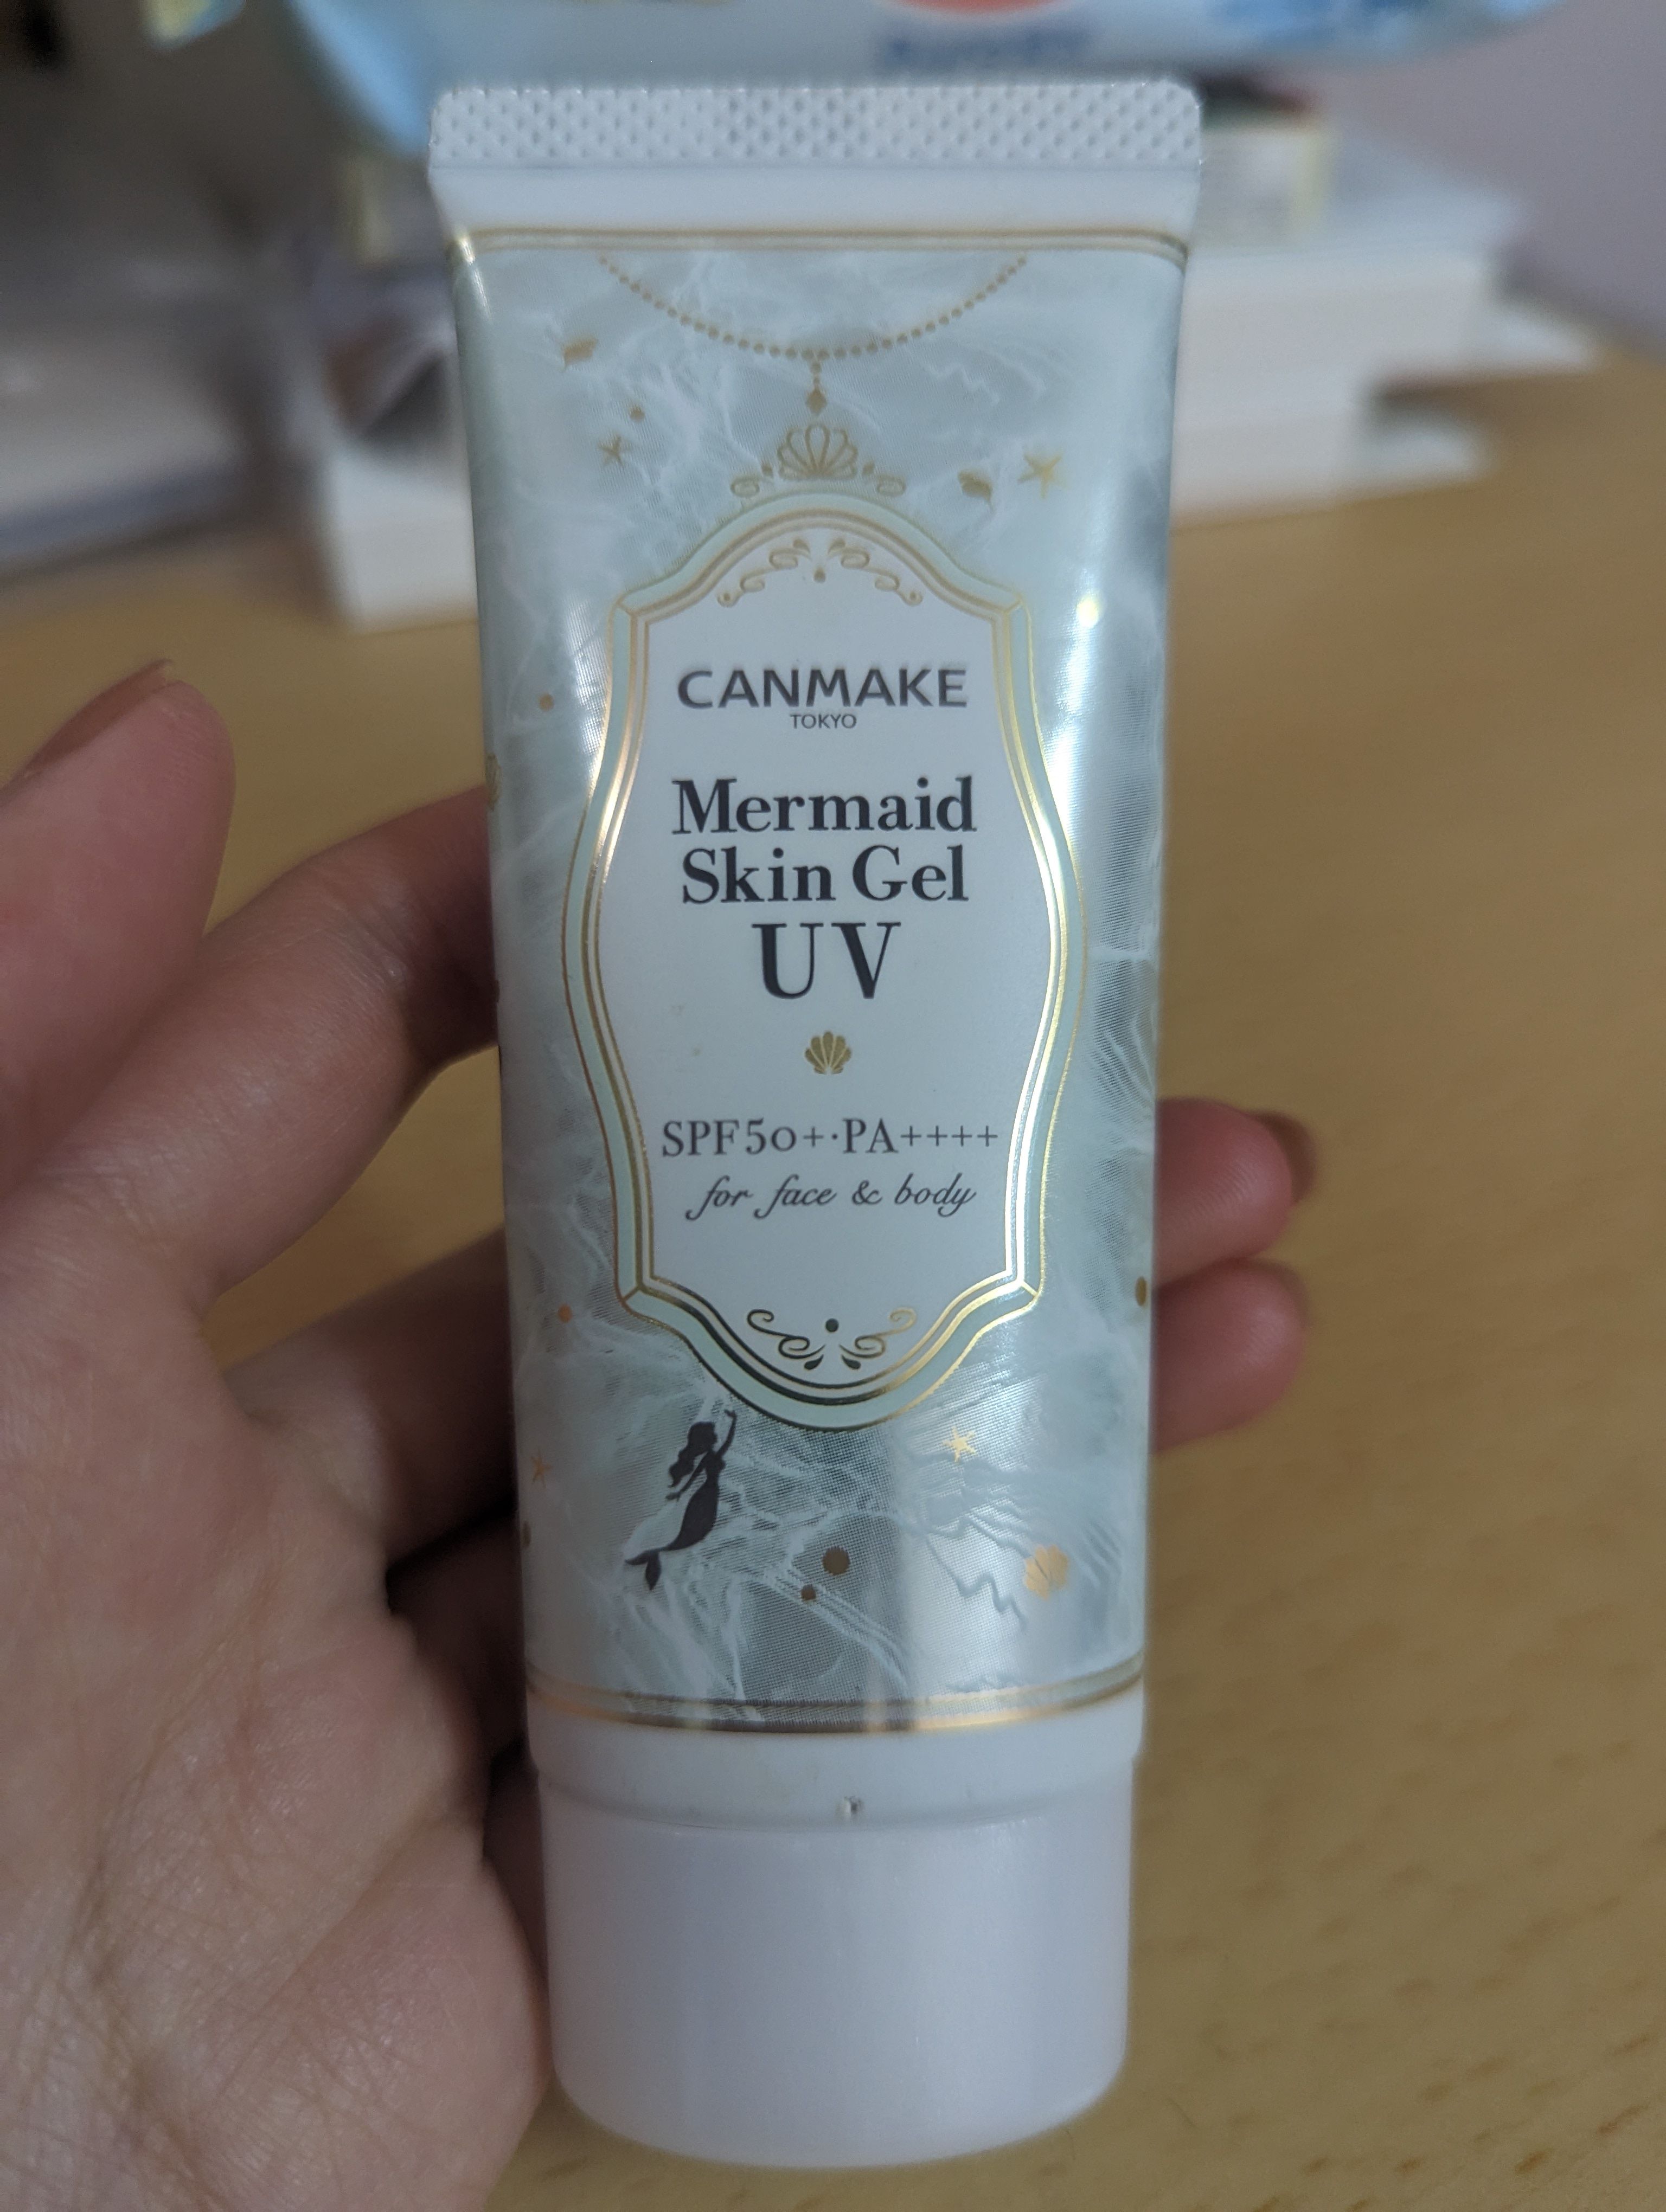 CANMAKE
TOKYO
Mermaid
Skin Gel
UV
SPF50+·PA++++
for face & body